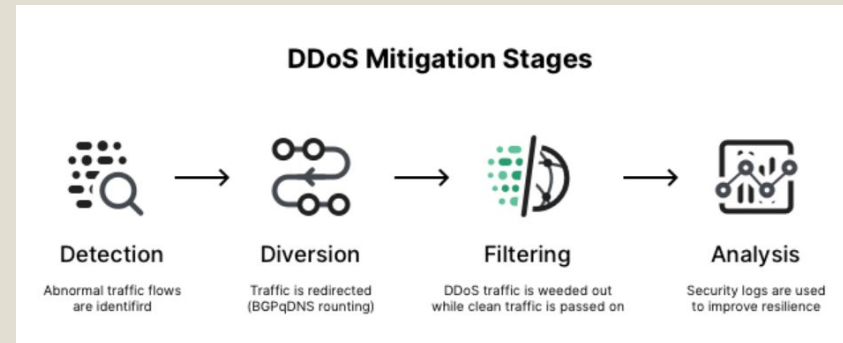 DDoS Mitigation Stages
Detection
Abnormal traffic flows
are identifird
Diversion
Traffic is redirected
(BGPqDNS rounting)
Filtering
DDoS traffic is weeded out
while clean traffic is passed on
Analysis
Security logs are used
to improve resilience